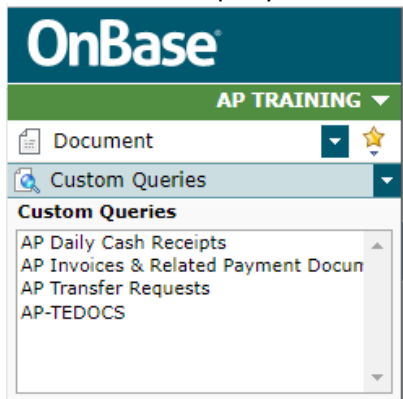 OnBase
AP TRAINING
Document
Custom Queries
Custom Queries
AP Daily Cash Receipts
AP Invoices & Related Payment Docum
AP Transfer Requests
AP-TEDOCS